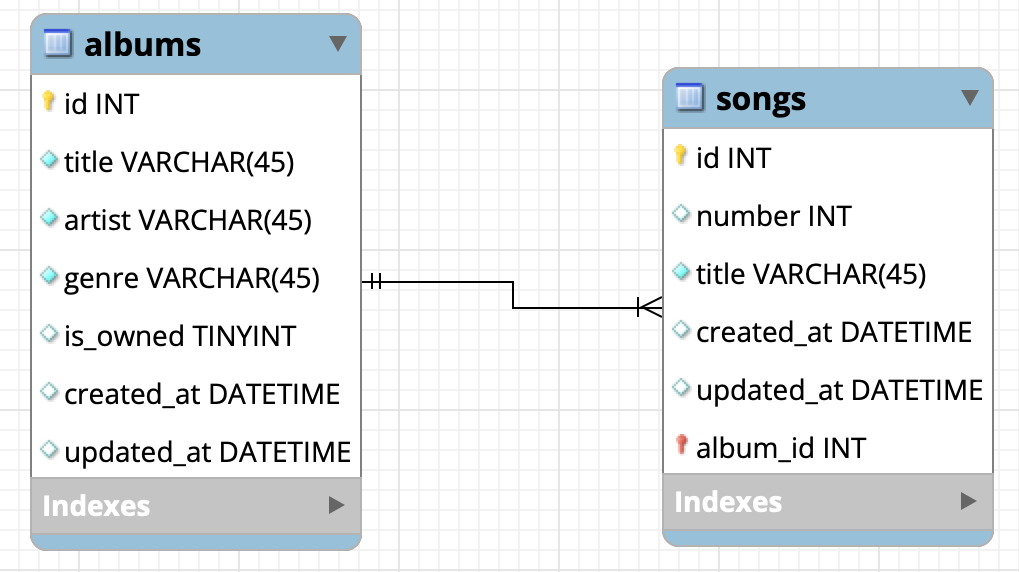 albums
id INT
title VARCHAR(45)
artist VARCHAR(45)
genre VARCHAR(45)
is_owned TINYINT
created_at DATETIME
updated_at DATETIME
Indexes
songs
id INT
number INT
title VARCHAR(45)
created_at DATETIME
updated_at DATETIME
album_id INT
Indexes